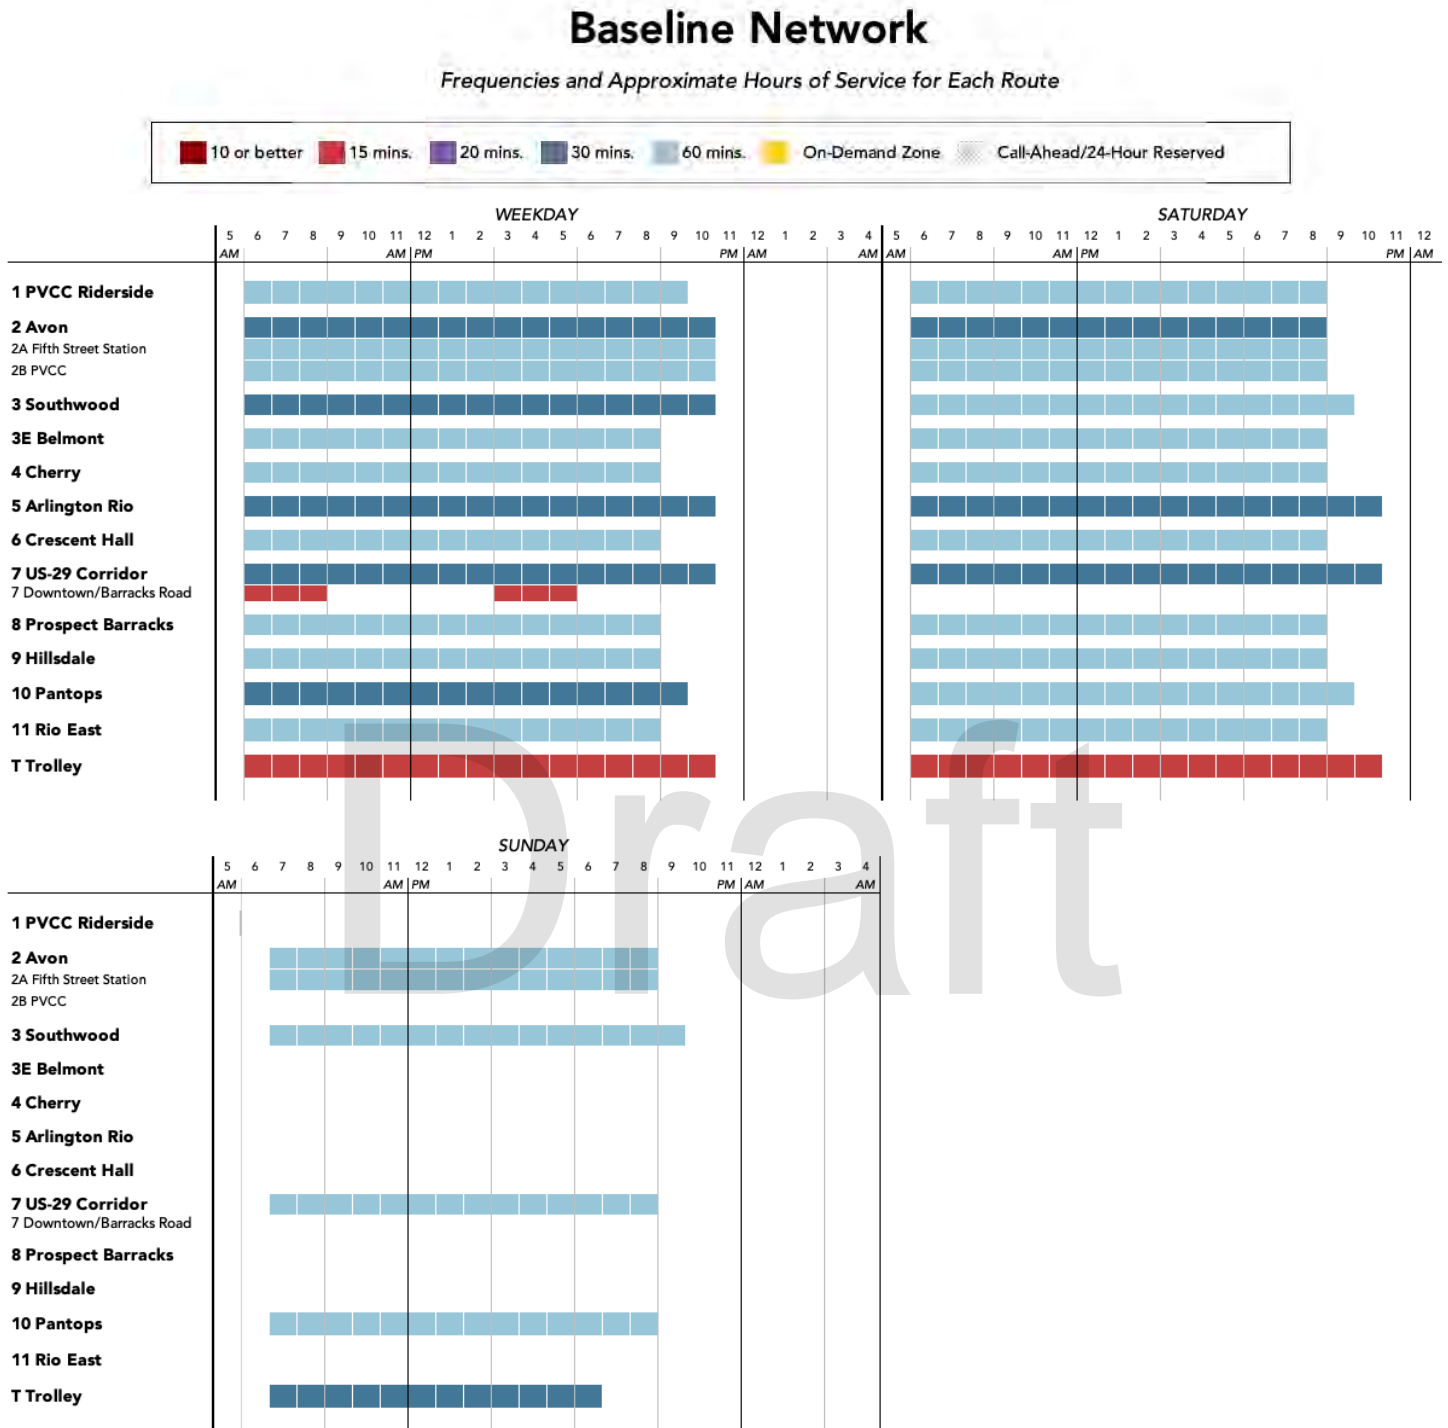 Baseline Network
Frequencies and Approximate Hours of Service for Each Route
10 or better 15 mins. 20 mins. 30 mins. 60 mins. On-Demand Zone Call-Ahead/24-Hour Reserved
WEEKDAY SATURDAY
5 6 7 8 9 10 11 12 1 2 3 4 5 6 7 8 9 10 11 12 1 2 3 4 5 6 7 8 9 10 11 12 1 2 3 4 5 6 7 8 9 10 11 12
AM AM PM PM AM AM AM AM PM PM AM
1 PVCC Riderside
2 Avon
2A Fifth Street Station
2B PVCC
3 Southwood
3E Belmont
4 Cherry
5 Arlington Rio
6 Crescent Hall
7 US-29 Corridor
7 Downtown/Barracks Road
8 Prospect Barracks
9 Hillsdale
10 Pantops
11 Rio East
T Trolley
Draft
SUNDAY
5 6 7 8 9 10 11 12 1 2 3 4 5 6 7 8 9 10 11 12 1 2 3 4
AM AM PM PM AM AM
1 PVCC Riderside
2 Avon
2A Fifth Street Station
2B PVCC
3 Southwood
3E Belmont
4 Cherry
5 Arlington Rio
6 Crescent Hall
7 US-29 Corridor
7 Downtown/Barracks Road
8 Prospect Barracks
9 Hillsdale
10 Pantops
11 Rio East
T Trolley